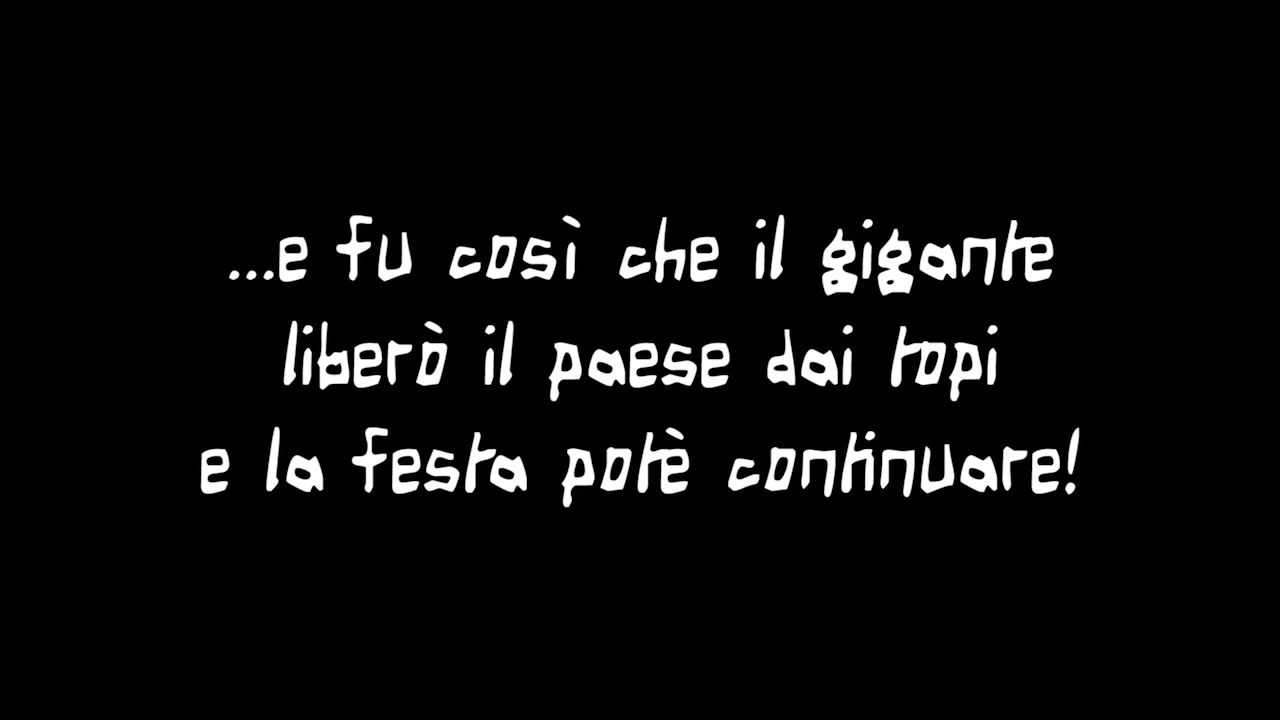 ...e fu così che il gigante
liberò il paese dai topi
e la festa potè continuare!